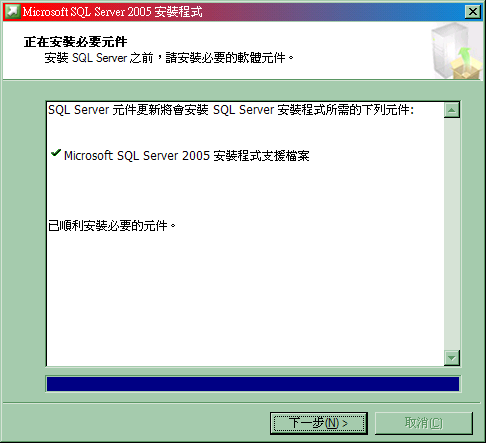 Microsoft SQL Server 2005 安裝程式
正在安裝必要元件
安裝 SQL Server 之前，請安裝必要的軟體元件。
SQL Server 元件更新將會安裝 SQL Server 安裝程式所需的下列元件:
Microsoft SQL Server 2005 安裝程式支援檔案
已順利安裝必要的元件。
下一步(N) >
取消(C)